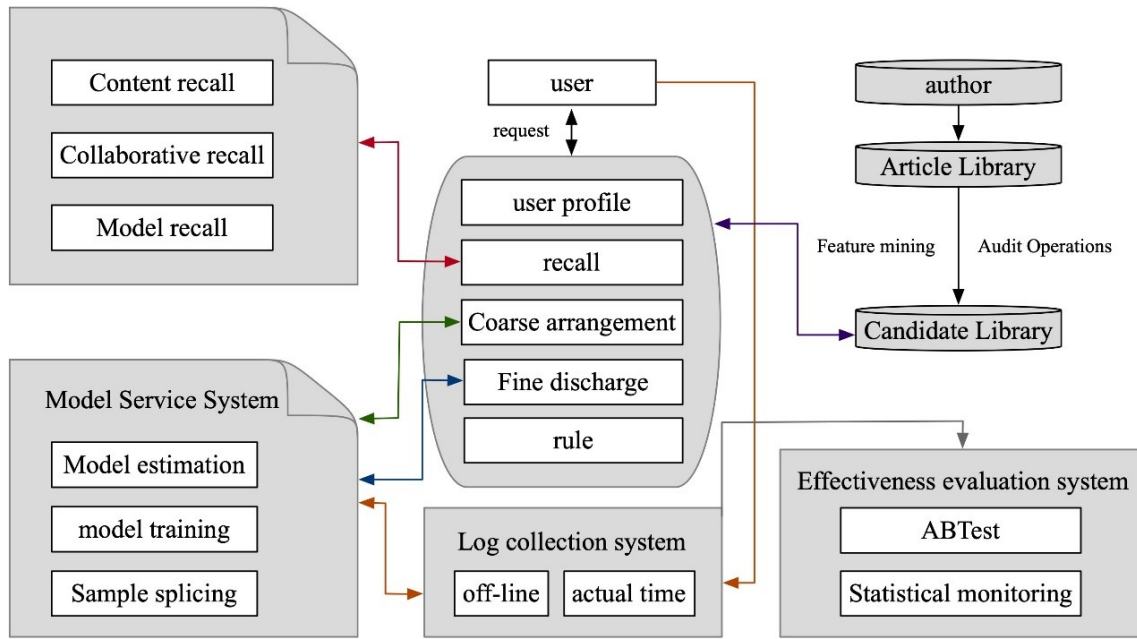 Content recall
Collaborative recall
Model recall
user
request
user profile
recall
Coarse arrangement
Fine discharge
rule
author
Article Library
Feature mining
Audit Operations
Candidate Library
Model Service System
Model estimation
model training
Sample splicing
Log collection system
off-line
actual time
Effectiveness evaluation system
ABTest
Statistical monitoring